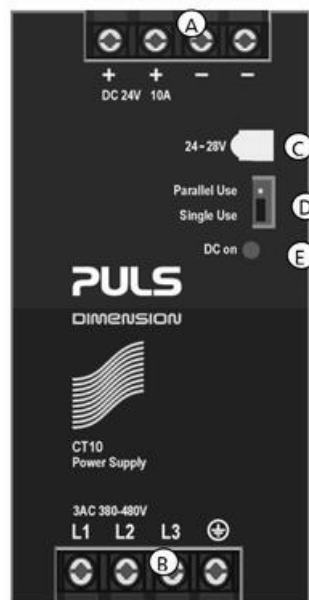 A
+ + − −
DC 24V 10A
24-28V
C
Parallel Use
D
Single Use
DC on
E
PULS
DIMENSION
CT10
Power Supply
3AC 380-480V
L1 L2 L3
B